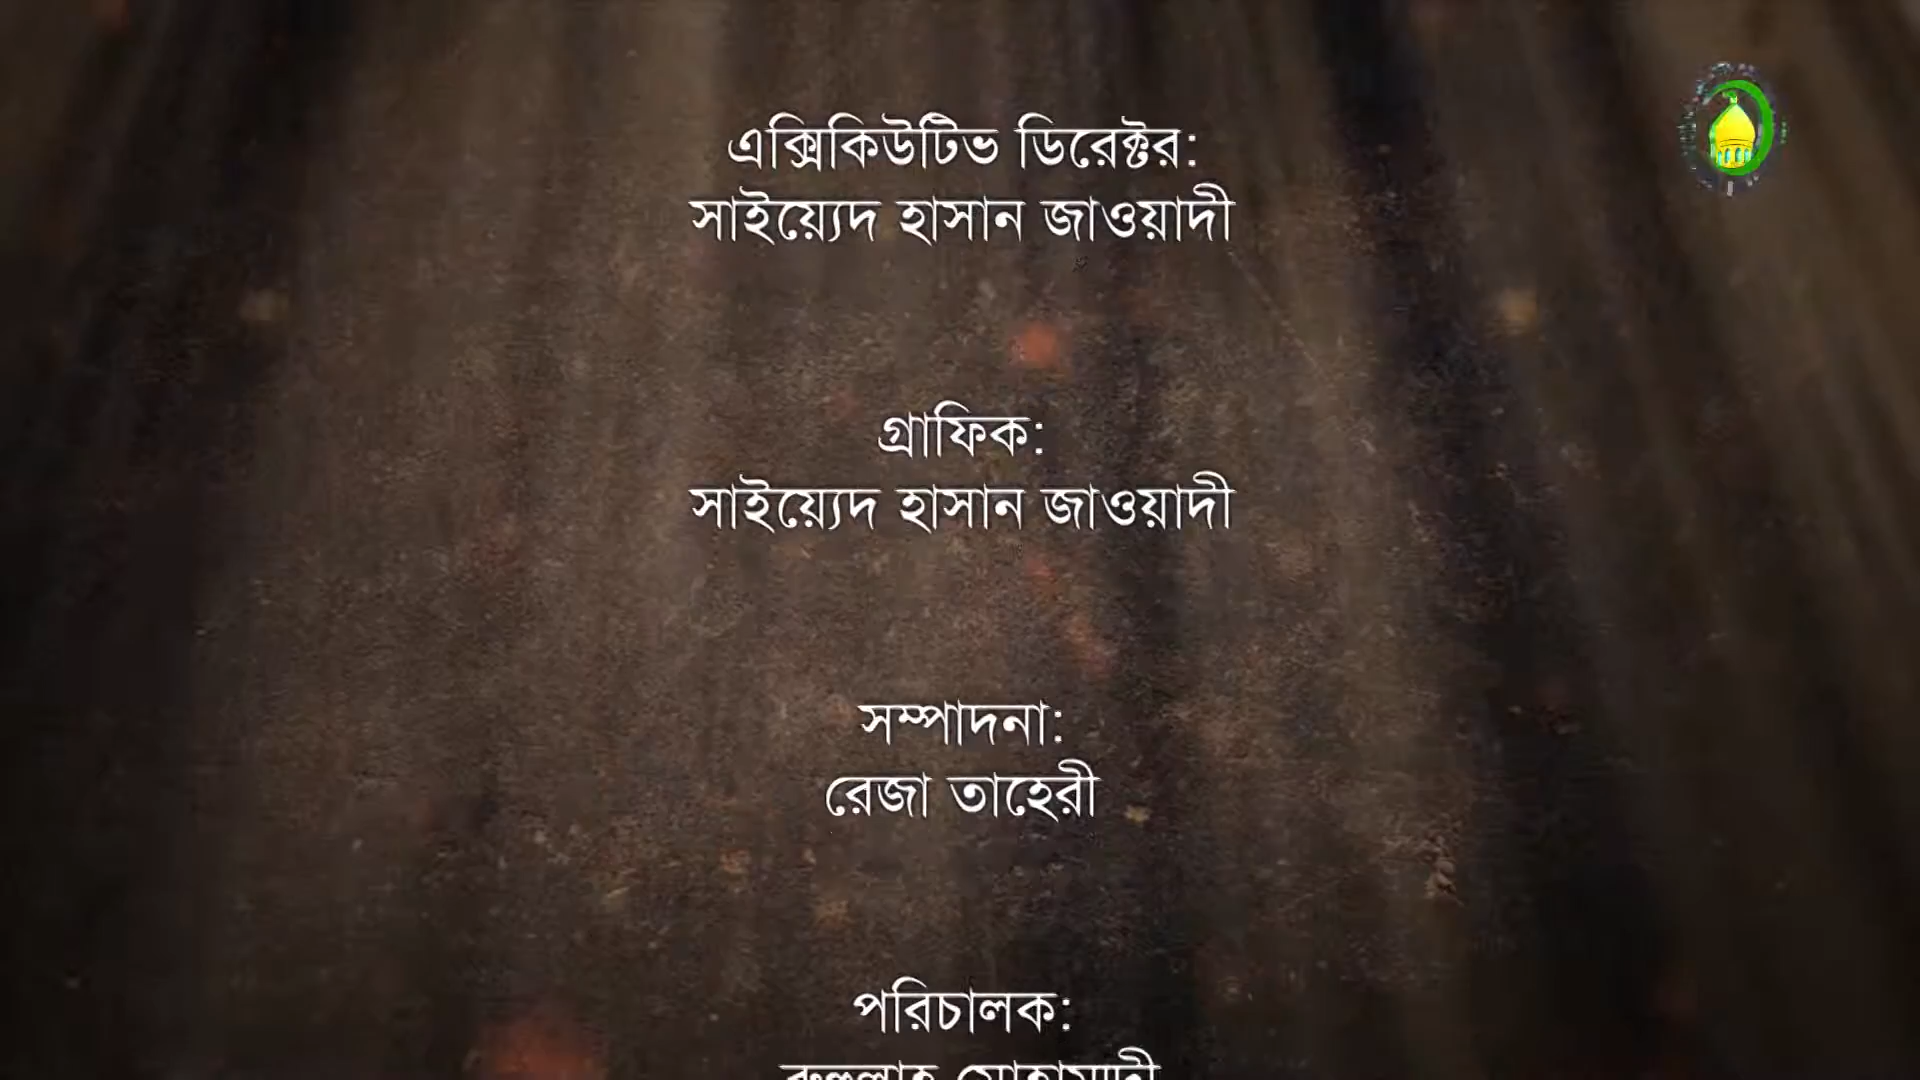 এক্সিকিউটিভ ডিরেক্টর:
সাইয়্যেদ হাসান জাওয়াদী
গ্রাফিক:
সাইয়্যেদ হাসান জাওয়াদী
সম্পাদনা:
রেজা তাহেরী
পরিচালক: